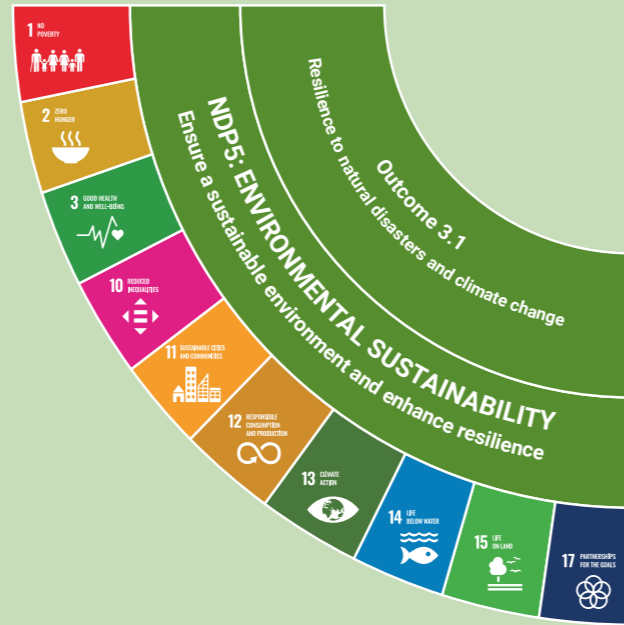 1 NO
POVERTY
2 ZERO
HUNGER
3 GOOD HEALTH
AND WELL-BEING
10 REDUCED
INEQUALITIES
11 SUSTAINABLE CITIES
AND COMMUNITIES
12 RESPONSIBLE
CONSUMPTION
AND PRODUCTION
13 CLIMATE
ACTION
14 LIFE
BELOW WATER
15 LIFE
ON LAND
17 PARTNERSHIPS
FOR THE GOALS
NDP5: ENVIRONMENTAL SUSTAINABILITY
Ensure a sustainable environment and enhance resilience
Outcome 3.1
Resilience to natural disasters and climate change